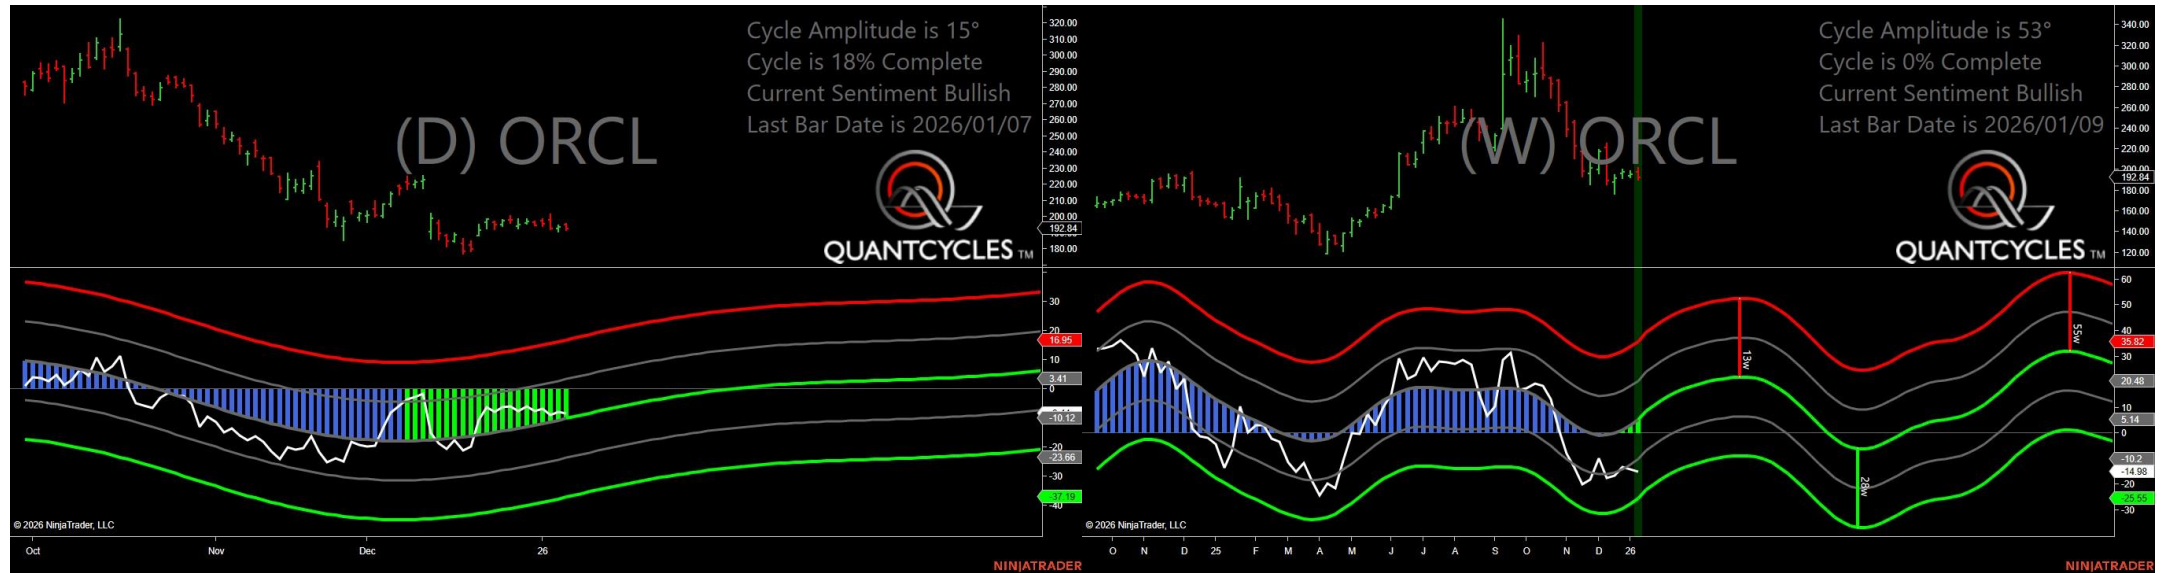 Cycle Amplitude is 15°
Cycle is 18% Complete
Current Sentiment Bullish
Last Bar Date is 2026/01/07
(D) ORCL
QUANTCYCLES TM
320.00
310.00
300.00
290.00
280.00
270.00
260.00
250.00
240.00
230.00
220.00
210.00
200.00
192.84
180.00
30
20
16.95
10
3.41
0
-10.12
-20
-23.66
-30
-37.19
-40
© 2026 NinjaTrader, LLC
Oct Nov Dec 26
NINJATRADER
Cycle Amplitude is 53°
Cycle is 0% Complete
Current Sentiment Bullish
Last Bar Date is 2026/01/09
(W) ORCL
QUANTCYCLES TM
340.00
320.00
300.00
280.00
260.00
240.00
220.00
200.00
192.84
180.00
160.00
140.00
120.00
13w
28w
55w
60
50
40
35.82
30
20.48
10
5.14
0
-10.2
-14.98
-20
-25.55
-30
© 2026 NinjaTrader, LLC
O N D 25 F M A M J J A S O N D 26
NINJATRADER